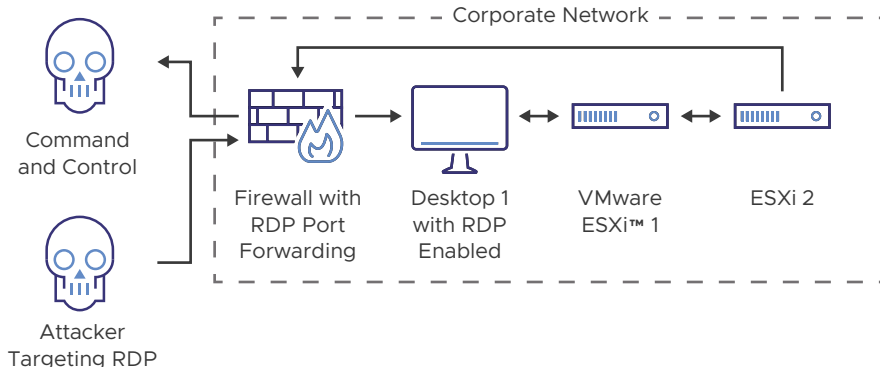 Corporate Network
Command
and Control
Firewall with
RDP Port
Forwarding
Desktop 1
with RDP
Enabled
VMware
ESXi™ 1
ESXi 2
Attacker
Targeting RDP